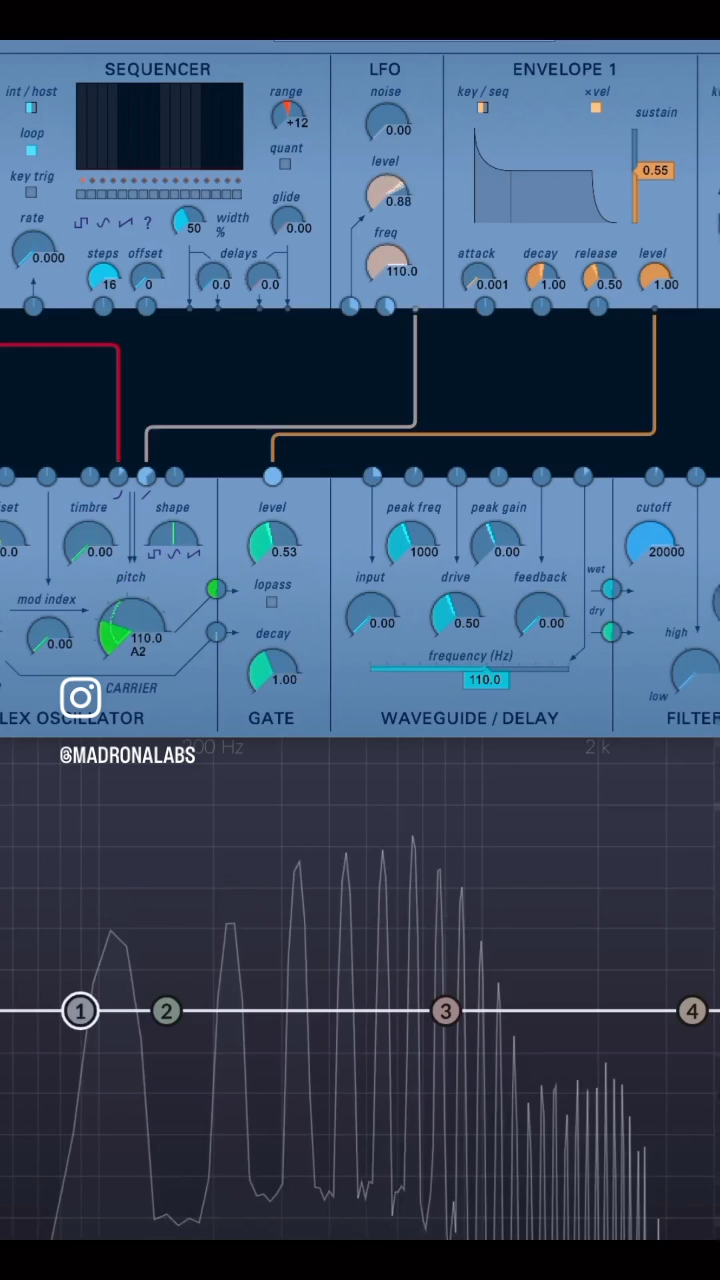 SEQUENCER
LFO
ENVELOPE 1
int / host
range
+12
noise
0.00
key / seq
×vel
sustain
loop
quant
key trig
level
0.88
0.55
rate
0.000
50
width
%
glide
0.00
freq
110.0
steps
16
offset
0
delays
0.0
0.0
attack
0.001
decay
1.00
release
0.50
level
1.00
set
0.0
timbre
0.00
shape
level
0.53
peak freq
1000
peak gain
0.00
cutoff
20000
pitch
110.0
A2
lopass
input
0.00
drive
0.50
feedback
0.00
wet
mod index
0.00
dry
decay
1.00
high
low
frequency (Hz)
110.0
CARRIER
LEX OSCILLATOR
GATE
WAVEGUIDE / DELAY
FILTER
@MADRONALABS
200 Hz
2 k
1
2
3
4